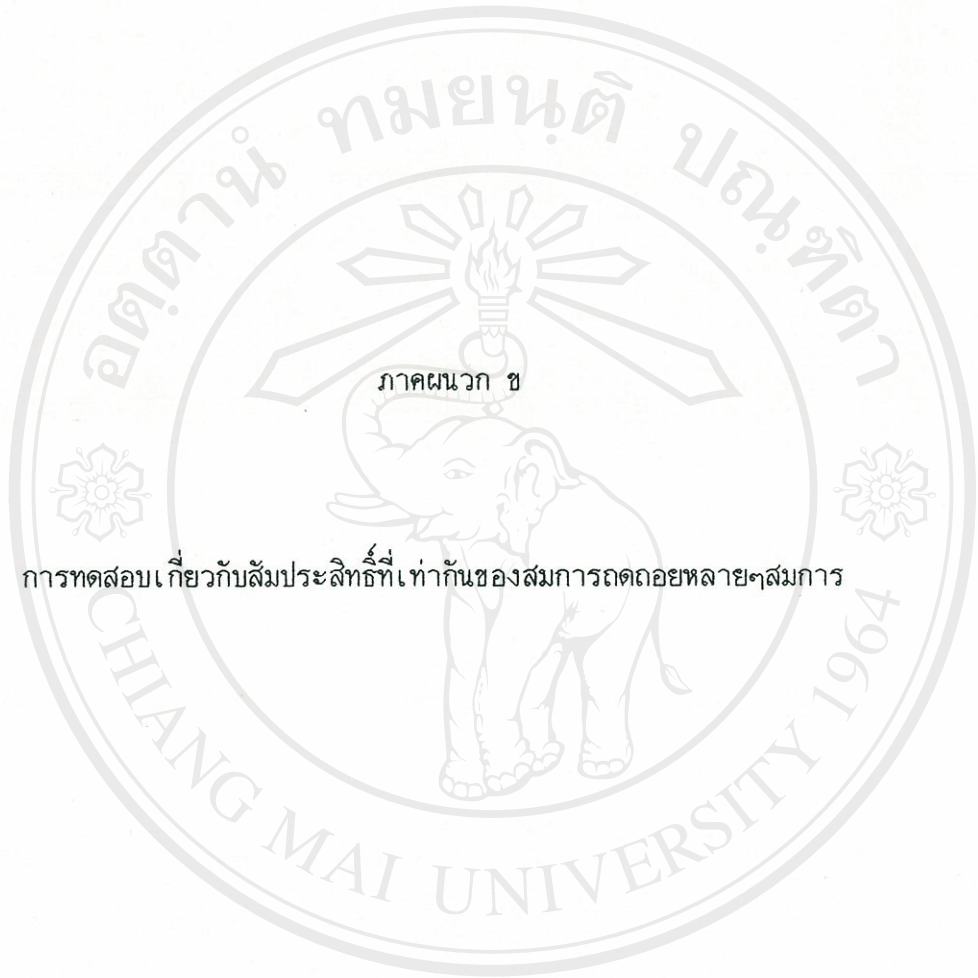 อตฺตานํ ทมยนฺติ ปณฺฑิตา
ภาคผนวก ข
การทดสอบเกี่ยวกับสัมประสิทธิ์ที่เท่ากันของสมการถดถอยหลายๆสมการ
CHIANG MAI UNIVERSITY 1964